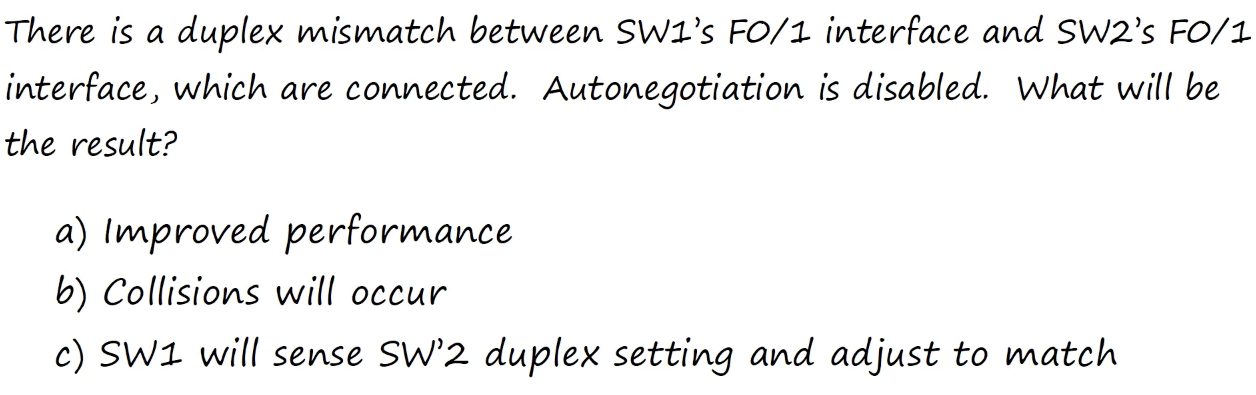 There is a duplex mismatch between SW1's F0/1 interface and SW2's F0/1
interface, which are connected. Autonegotiation is disabled. What will be
the result?
a) Improved performance
b) Collisions will occur
c) SW1 will sense SW'2 duplex setting and adjust to match